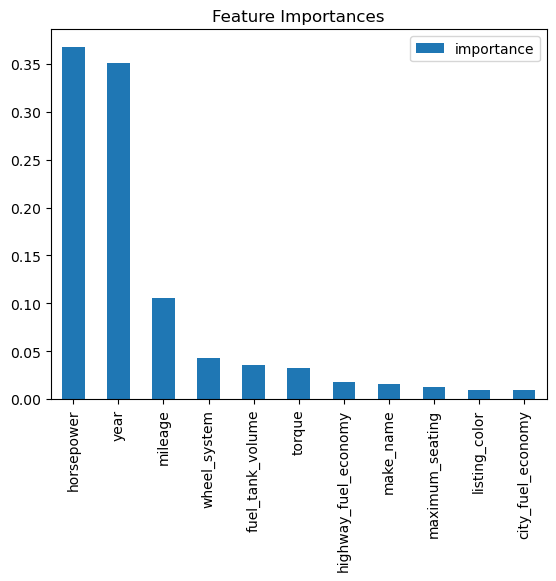 Feature Importances
importance
0.35
0.30
0.25
0.20
0.15
0.10
0.05
0.00
horsepower
year
mileage
wheel_system
fuel_tank_volume
torque
highway_fuel_economy
make_name
maximum_seating
listing_color
city_fuel_economy